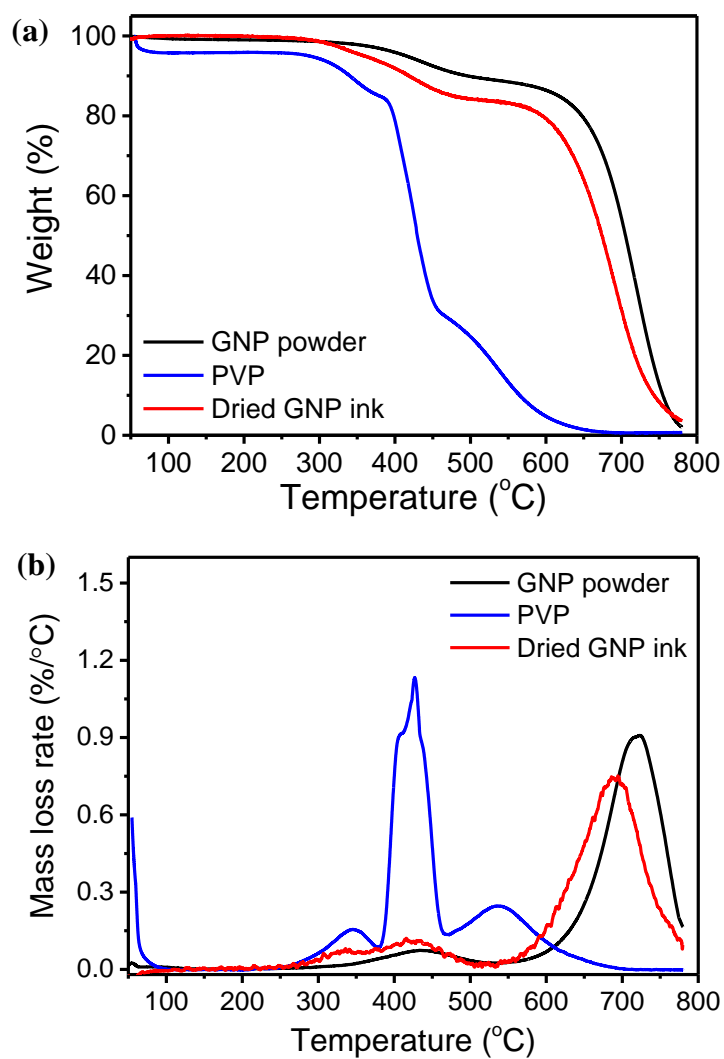 (a)
100
80
60
40
20
0
Weight (%)
GNP powder
PVP
Dried GNP ink
100 200 300 400 500 600 700 800
Temperature (°C)
(b)
1.5
1.2
0.9
0.6
0.3
0.0
Mass loss rate (%/°C)
GNP powder
PVP
Dried GNP ink
100 200 300 400 500 600 700 800
Temperature (°C)